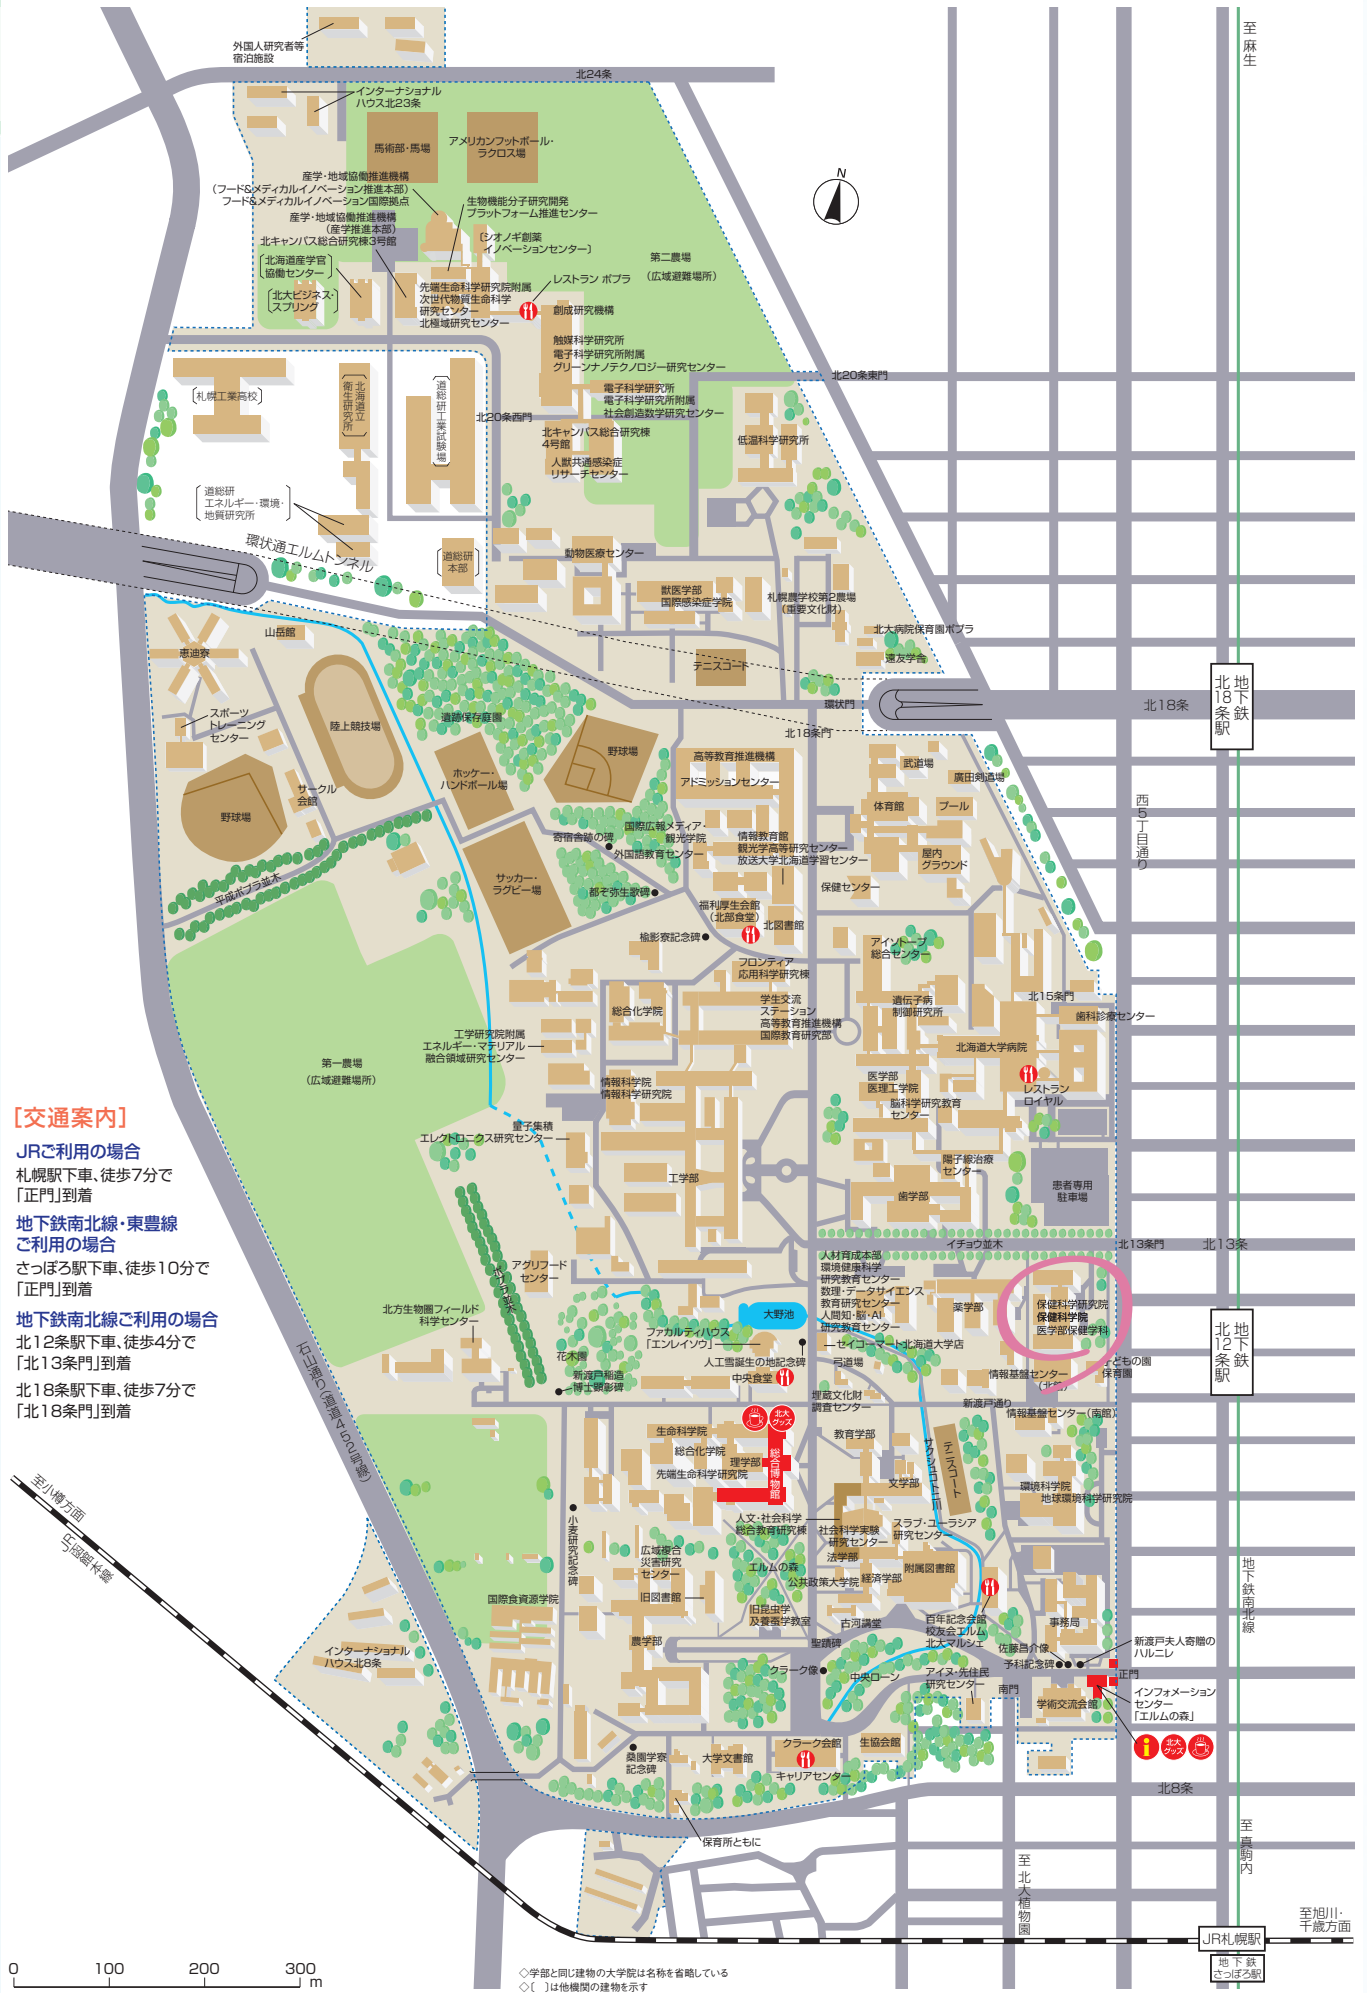 至 麻生
外国人研究者等
宿泊施設
北24条
インターナショナル
ハウス北23条
馬術部・馬場
アメリカンフットボール・
ラクロス場
N
産学・地域協働推進機構
(フード&メディカルイノベーション推進本部)
フード&メディカルイノベーション国際拠点
生物機能分子研究開発
プラットフォーム推進センター
産学・地域協働推進機構
(産学推進本部)
北キャンパス総合研究棟3号館
〔シオノギ創薬
イノベーションセンター〕
第二農場
(広域避難場所)
北海道産学官
協働センター
北大ビジネス・
スプリング
先端生命科学研究院附属
次世代物質生命科学
研究センター
北極域研究センター
レストラン ポプラ
創成研究機構
触媒科学研究所
電子科学研究所附属
グリーンナノテクノロジー研究センター
電子科学研究所
電子科学研究所附属
社会創造数学研究センター
北20条東門
札幌工業高校
北海道立
衛生研究所
道総研工業試験場
北20条西門
北キャンパス総合研究棟
4号館
人獣共通感染症
リサーチセンター
低温科学研究所
道総研
エネルギー・環境・
地質研究所
環状通エルムトンネル
道総研
本部
動物医療センター
獣医学部
国際感染症学院
札幌農学校第2農場
(重要文化財)
北大病院保育園ポプラ
遠友学舎
山岳館
恵迪寮
テニスコート
環状門
北18条
地下鉄
北18条駅
北18条門
スポーツ
トレーニング
センター
陸上競技場
遺跡保存庭園
野球場
ホッケー・
ハンドボール場
高等教育推進機構
アドミッションセンター
武道場
廣田剣道場
体育館
プール
西5丁目通り
サークル
会館
野球場
国際広報メディア・
観光学院
寄宿舎跡の碑
外国語教育センター
情報教育館
観光学高等研究センター
放送大学北海道学習センター
屋内
グラウンド
保健センター
サッカー・
ラグビー場
平成ポプラ並木
都ぞ弥生歌碑
福利厚生会館
(北部食堂)
北図書館
楡影寮記念碑
アイソトープ
総合センター
フロンティア
応用科学研究棟
総合化学院
学生交流
ステーション
高等教育推進機構
国際教育研究部
遺伝子病
制御研究所
北15条門
歯科診療センター
工学研究院附属
エネルギー・マテリアル
融合領域研究センター
北海道大学病院
第一農場
(広域避難場所)
情報科学院
情報科学研究院
医学部
医理工学院
レストラン
ロイヤル
脳科学研究教育
センター
[交通案内]
JRご利用の場合
札幌駅下車、徒歩7分で
「正門」到着
地下鉄南北線・東豊線
ご利用の場合
さっぽろ駅下車、徒歩10分で
「正門」到着
地下鉄南北線ご利用の場合
北12条駅下車、徒歩4分で
「北13条門」到着
北18条駅下車、徒歩7分で
「北18条門」到着
量子集積
エレクトロニクス研究センター
工学部
陽子線治療
センター
歯学部
患者専用
駐車場
イチョウ並木
北13条門
北13条
アグリフード
センター
ポプラ並木
人材育成本部
環境健康科学
研究教育センター
数理・データサイエンス
教育研究センター
人間知・脳・AI
研究教育センター
薬学部
保健科学研究院
保健科学院
医学部保健学科
地下鉄
北12条駅
北方生物圏フィールド
科学センター
大野池
ファカルティハウス
「エンレイソウ」
セイコーマート北海道大学店
人工雪誕生の地記念碑
弓道場
中央食堂
花木園
新渡戸稲造
博士顕彰碑
情報基盤センター
(北館)
子どもの園
保育園
石山通り(道道452号線)
埋蔵文化財
調査センター
新渡戸通り
情報基盤センター(南館)
北大
グッズ
生命科学院
総合化学院
理学部
先端生命科学研究院
総合博物館
教育学部
文学部
サクシュコトニ川
テニスコート
環境科学院
地球環境科学研究院
小麦研究記念碑
人文・社会科学
総合教育研究棟
社会科学実験
研究センター
スラブ・ユーラシア
研究センター
法学部
広域複合
災害研究
センター
エルムの森
公共政策大学院
経済学部
附属図書館
旧図書館
旧昆虫学
及養蚕学教室
国際食資源学院
農学部
古河講堂
百年記念会館
校友会エルム
北大マルシェ
事務局
地下鉄南北線
聖蹟碑
佐藤昌介像
予科記念碑
新渡戸夫人寄贈の
ハルニレ
正門
クラーク像
中央ローン
アイヌ・先住民
研究センター
南門
学術交流会館
インフォメーション
センター
「エルムの森」
i
北大
グッズ
インターナショナル
ハウス北8条
至小樽方面
JR函館本線
桑園学寮
記念碑
大学文書館
クラーク会館
キャリアセンター
生協会館
北8条
保育所ともに
至 真駒内
至 北大植物園
至旭川・
千歳方面
JR札幌駅
地下鉄
さっぽろ駅
0 100 200 300
m
◇学部と同じ建物の大学院は名称を省略している
◇〔 〕は他機関の建物を示す